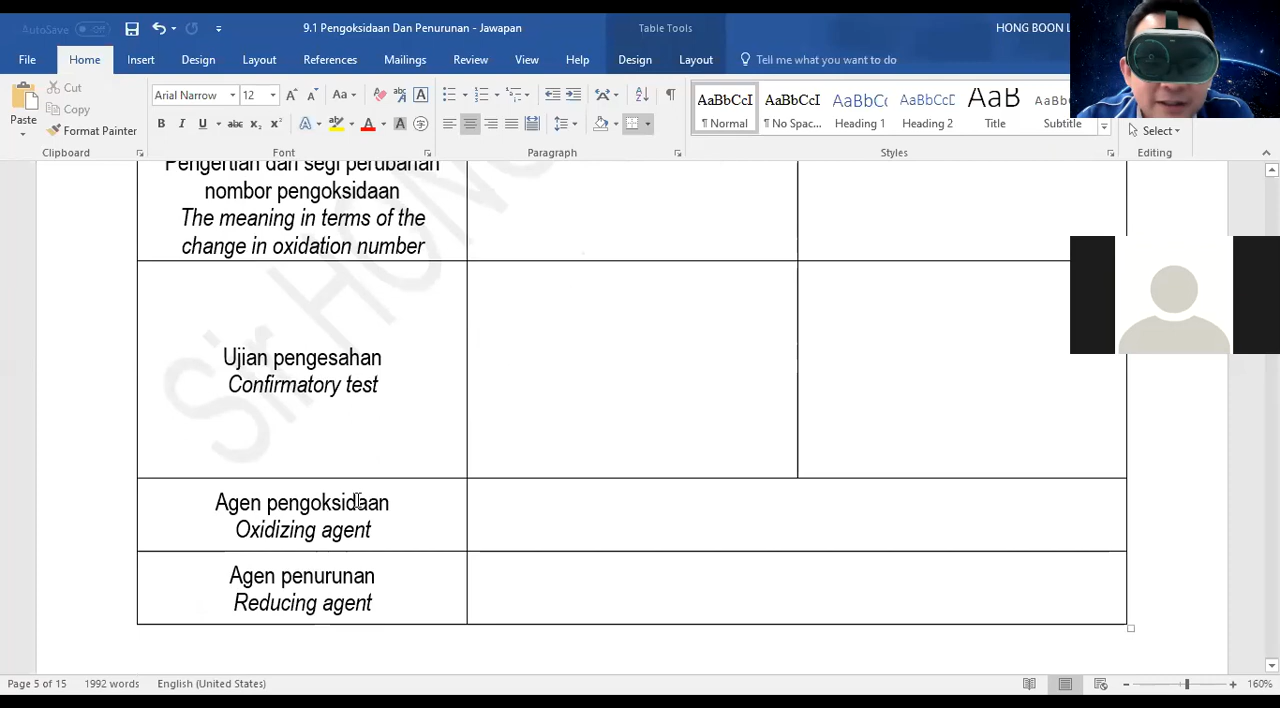 AutoSave Off
9.1 Pengoksidaan Dan Penurunan - Jawapan
Table Tools
HONG BOON L
File Home Insert Design Layout References Mailings Review View Help Design Layout Tell me what you want to do
Paste
Cut
Copy
Format Painter
Arial Narrow 12
AaBbCcI
¶ Normal
AaBbCcI
¶ No Spac...
AaBbCc
Heading 1
AaBbCcD
Heading 2
AaB
Title
AaBbC
Subtitle
Select
Clipboard Font Paragraph Styles Editing
Pengertian dari segi perubahan
nombor pengoksidaan
The meaning in terms of the
change in oxidation number
Ujian pengesahan
Confirmatory test
Agen pengoksidaan
Oxidizing agent
Agen penurunan
Reducing agent
Sir HONG
Page 5 of 15 1992 words English (United States) 160%